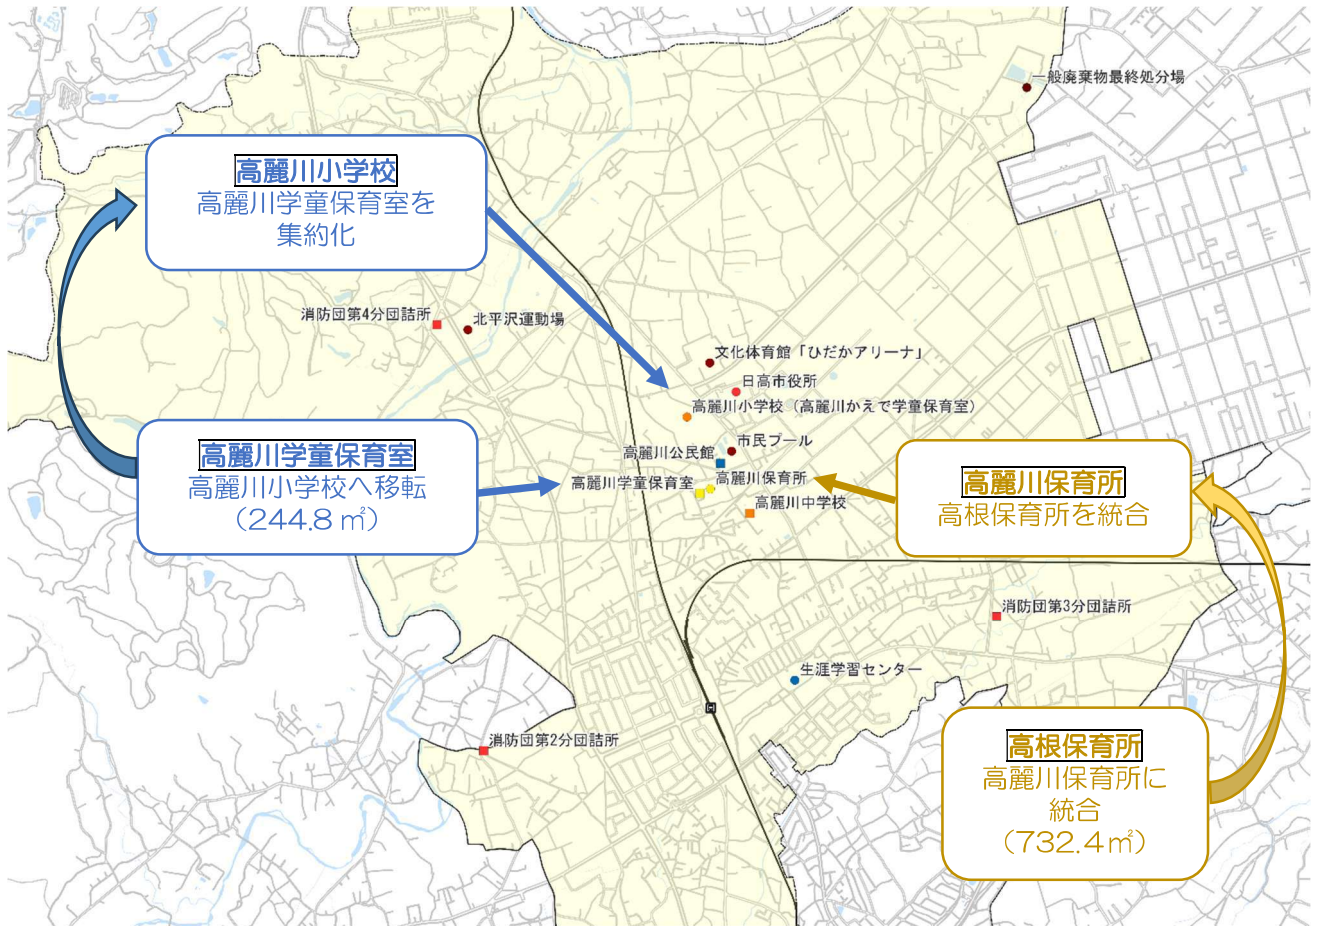 一般廃棄物最終処分場
高麗川小学校
高麗川学童保育室を
集約化
消防団第4分団詰所
北平沢運動場
文化体育館「ひだかアリーナ」
日高市役所
高麗川小学校（高麗川かえで学童保育室）
高麗川学童保育室
高麗川小学校へ移転
（244.8㎡）
市民プール
高麗川公民館
高麗川保育所
高麗川学童保育室
高麗川中学校
高麗川保育所
高根保育所を統合
消防団第3分団詰所
生涯学習センター
消防団第2分団詰所
高根保育所
高麗川保育所に
統合
（732.4㎡）